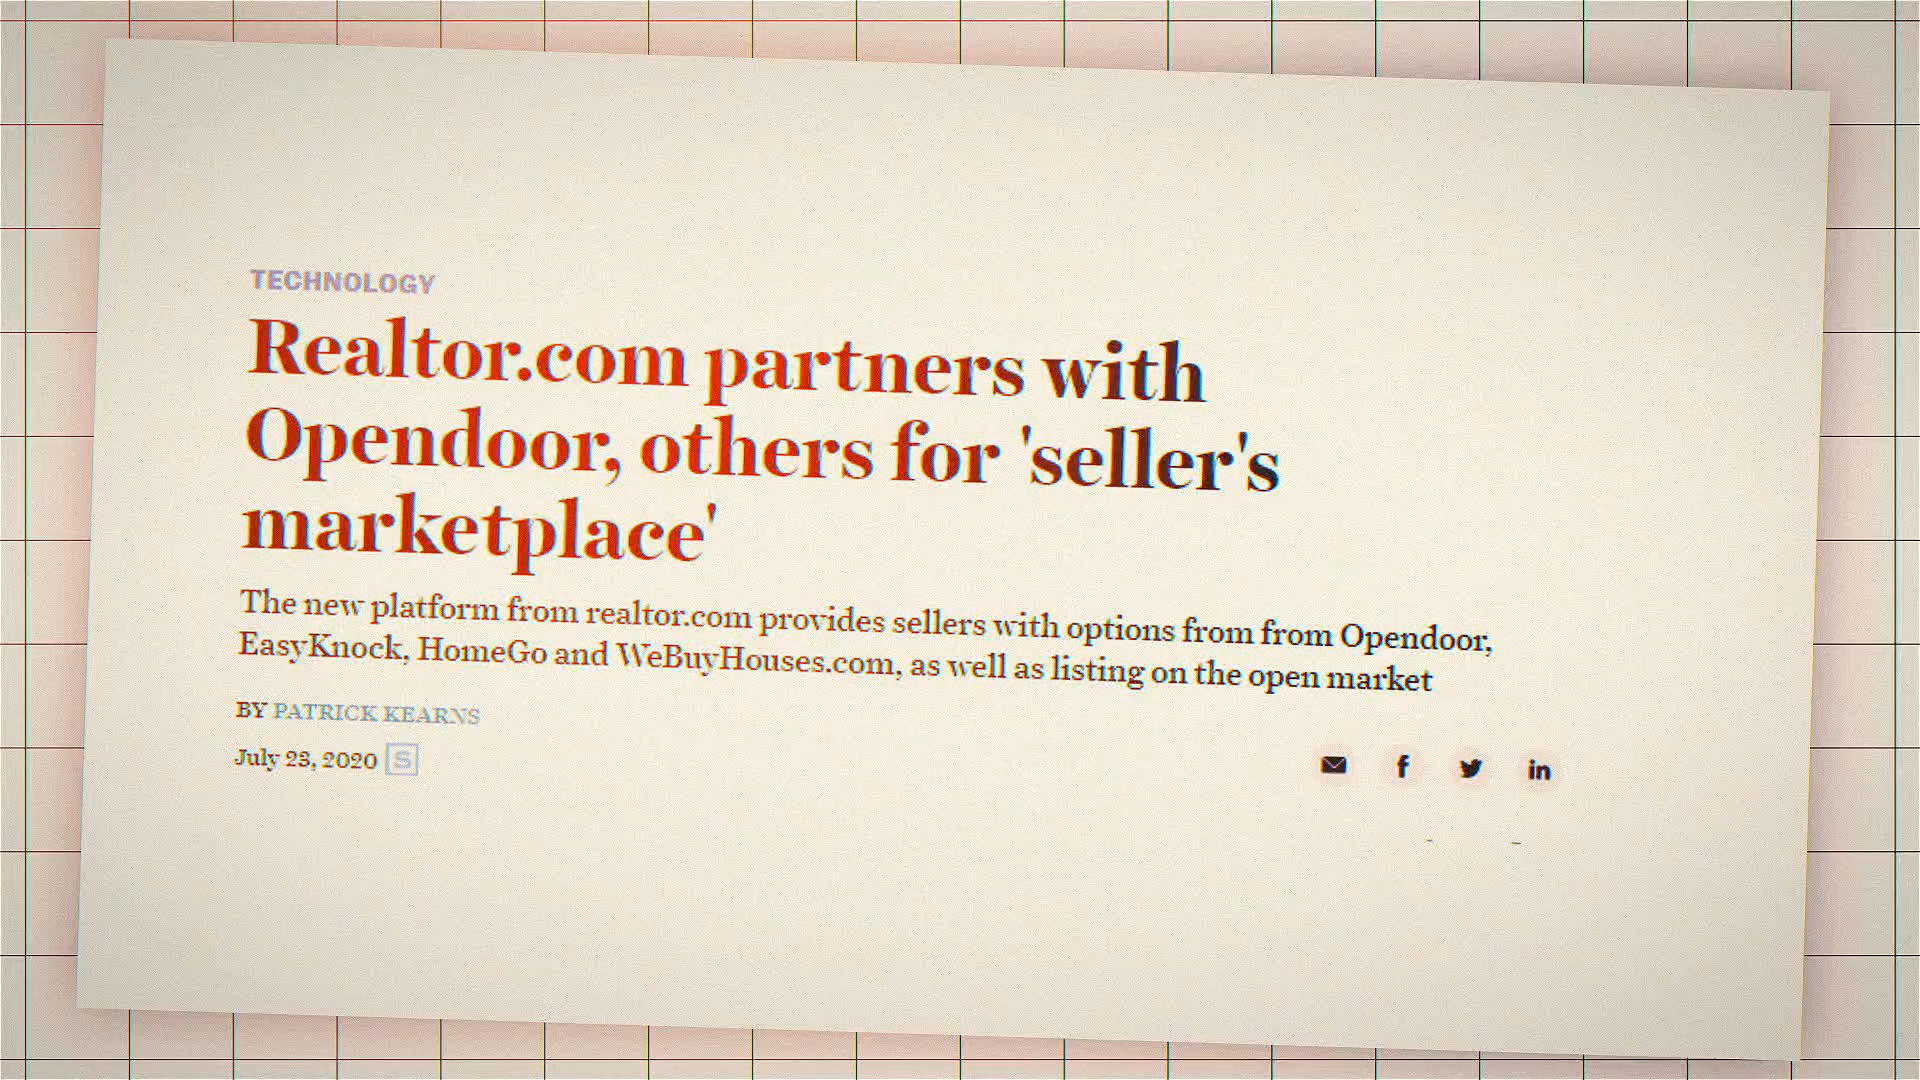 TECHNOLOGY
Realtor.com partners with
Opendoor, others for 'seller's
marketplace'
The new platform from realtor.com provides sellers with options from from Opendoor,
EasyKnock, HomeGo and WeBuyHouses.com, as well as listing on the open market
BY PATRICK KEARNS
July 23, 2020 S